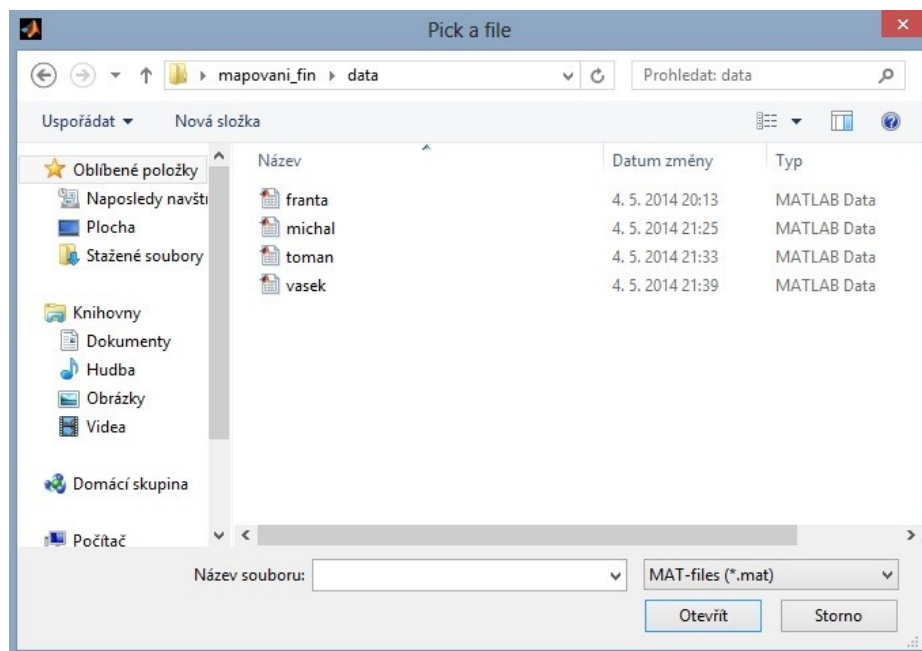 Pick a file
mapovani_fin data
Prohledat: data
Uspořádat Nová složka
Oblíbené položky
Naposledy navšti
Plocha
Stažené soubory
Knihovny
Dokumenty
Hudba
Obrázky
Videa
Domácí skupina
Počítač
Název Datum změny Typ
franta 4. 5. 2014 20:13 MATLAB Data
michal 4. 5. 2014 21:25 MATLAB Data
toman 4. 5. 2014 21:33 MATLAB Data
vasek 4. 5. 2014 21:39 MATLAB Data
Název souboru:
MAT-files (*.mat)
Otevřít Storno